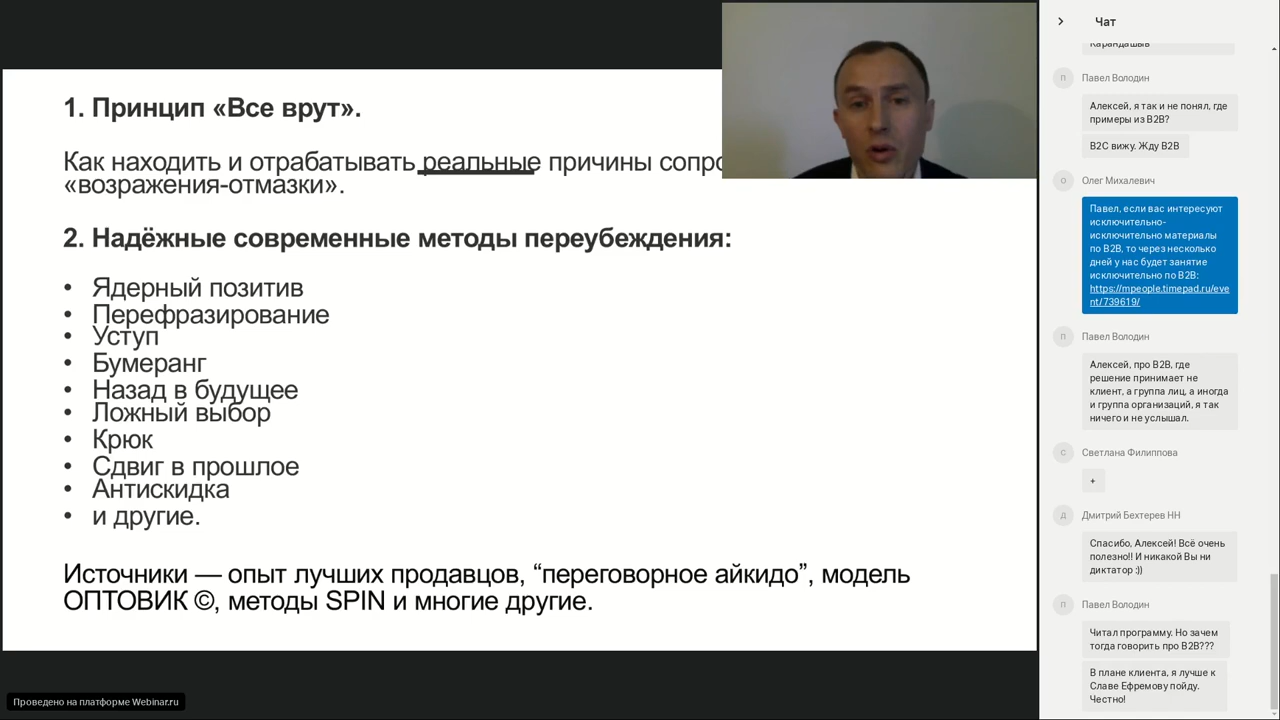 1. Принцип «Все врут».
Как находить и отрабатывать реальные причины сопро
«возражения-отмазки».
2. Надёжные современные методы переубеждения:
• Ядерный позитив
• Перефразирование
• Уступ
• Бумеранг
• Назад в будущее
• Ложный выбор
• Крюк
• Сдвиг в прошлое
• Антискидка
• и другие.
Источники — опыт лучших продавцов, “переговорное айкидо”, модель
ОПТОВИК ©, методы SPIN и многие другие.
Проведено на платформе Webinar.ru
Чат
Карандашыв
П
Павел Володин
Алексей, я так и не понял, где
примеры из B2B?
B2C вижу. Жду B2B
О
Олег Михалевич
Павел, если вас интересуют
исключительно-
исключительно материалы
по B2B, то через несколько
дней у нас будет занятие
исключительно по B2B:
https://mpeople.timepad.ru/eve
nt/739619/
П
Павел Володин
Алексей, про B2B, где
решение принимает не
клиент, а группа лиц, а иногда
и группа организаций, я так
ничего и не услышал.
С
Светлана Филиппова
+
Д
Дмитрий Бехтерев НН
Спасибо, Алексей! Всё очень
полезно!! И никакой Вы ни
диктатор :))
П
Павел Володин
Читал программу. Но зачем
тогда говорить про B2B???
В плане клиента, я лучше к
Славе Ефремову пойду.
Честно!